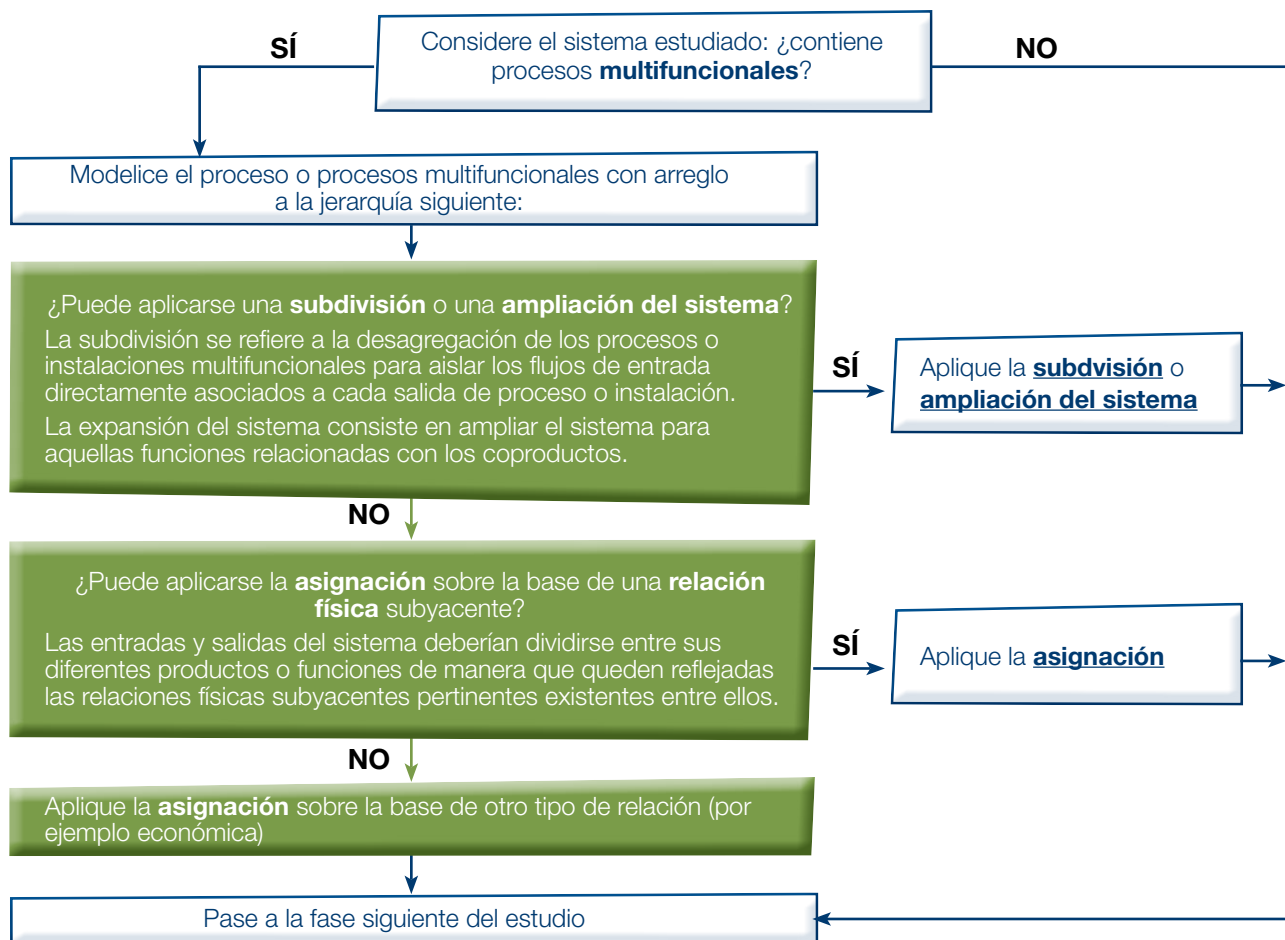 Considere el sistema estudiado: ¿contiene
procesos multifuncionales?
SÍ
NO
Modelice el proceso o procesos multifuncionales con arreglo
a la jerarquía siguiente:
¿Puede aplicarse una subdivisión o una ampliación del sistema?
La subdivisión se refiere a la desagregación de los procesos o
instalaciones multifuncionales para aislar los flujos de entrada
directamente asociados a cada salida de proceso o instalación.
La expansión del sistema consiste en ampliar el sistema para
aquellas funciones relacionadas con los coproductos.
SÍ
Aplique la subdvisión o
ampliación del sistema
NO
¿Puede aplicarse la asignación sobre la base de una relación
física subyacente?
Las entradas y salidas del sistema deberían dividirse entre sus
diferentes productos o funciones de manera que queden reflejadas
las relaciones físicas subyacentes pertinentes existentes entre ellos.
SÍ
Aplique la asignación
NO
Aplique la asignación sobre la base de otro tipo de relación (por
ejemplo económica)
Pase a la fase siguiente del estudio